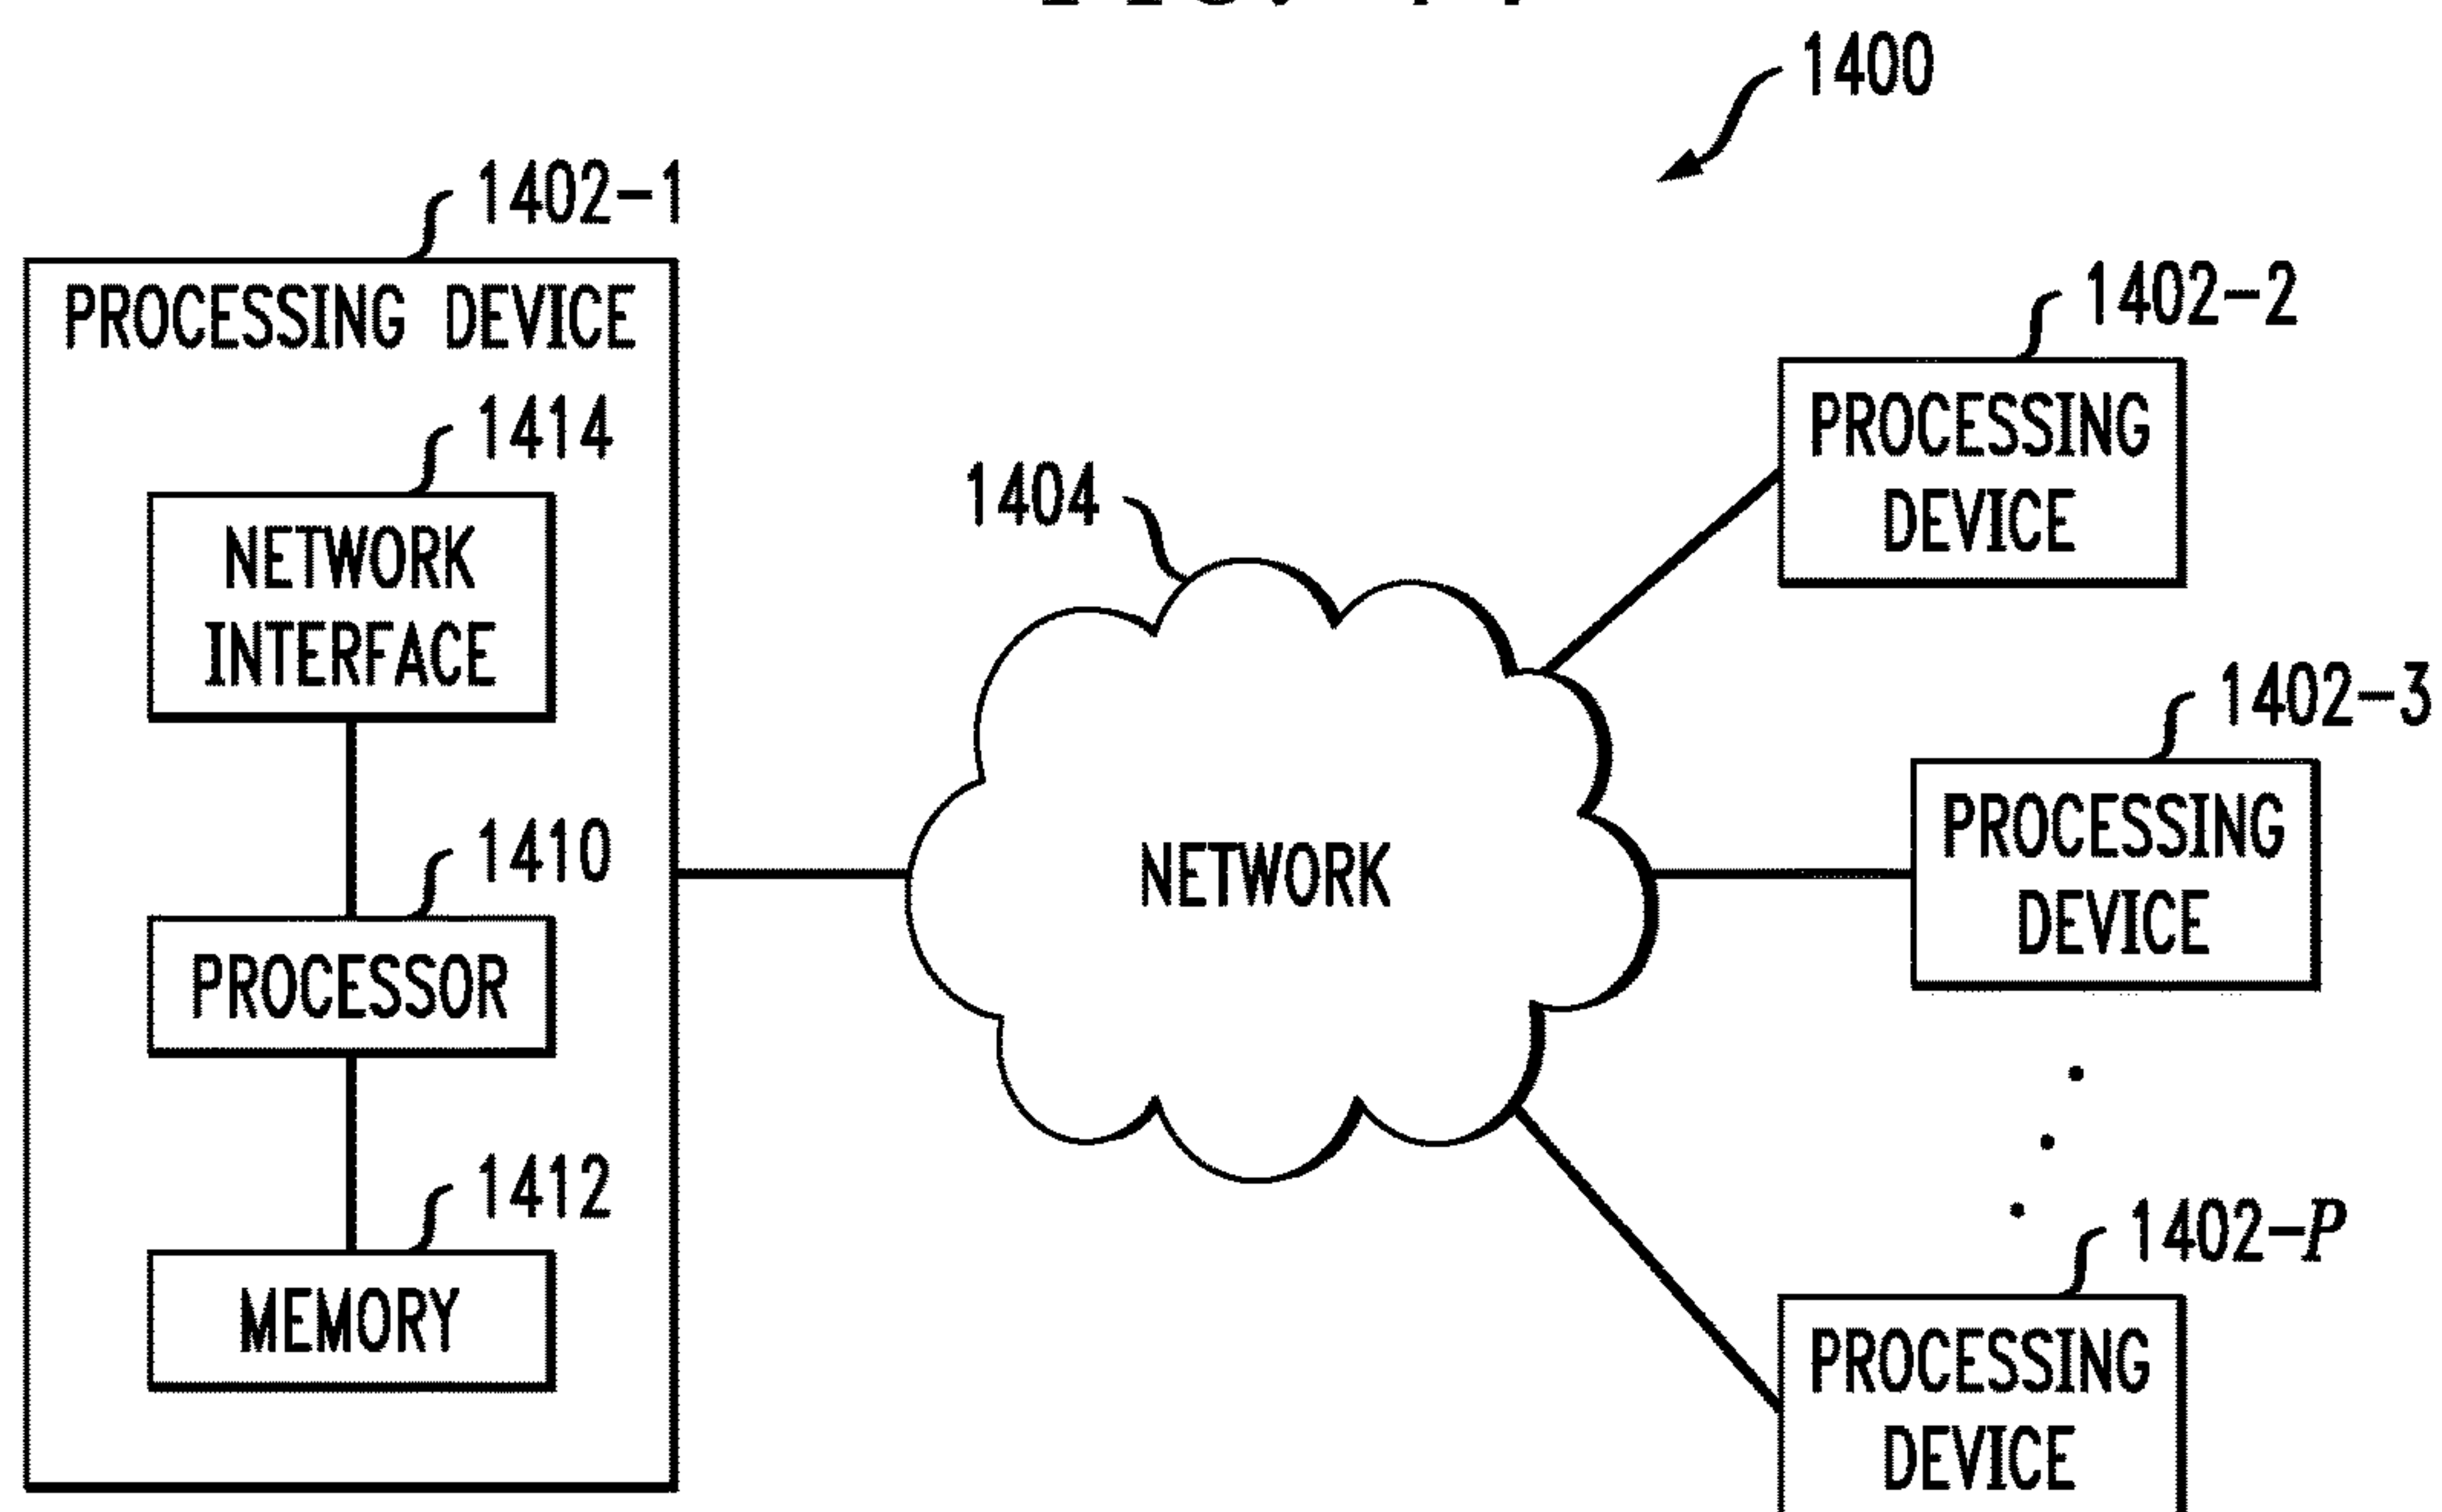 1400
1402-1
PROCESSING DEVICE
1414
NETWORK
INTERFACE
1410
PROCESSOR
1412
MEMORY
1404
NETWORK
1402-2
PROCESSING
DEVICE
1402-3
PROCESSING
DEVICE
1402-P
PROCESSING
DEVICE